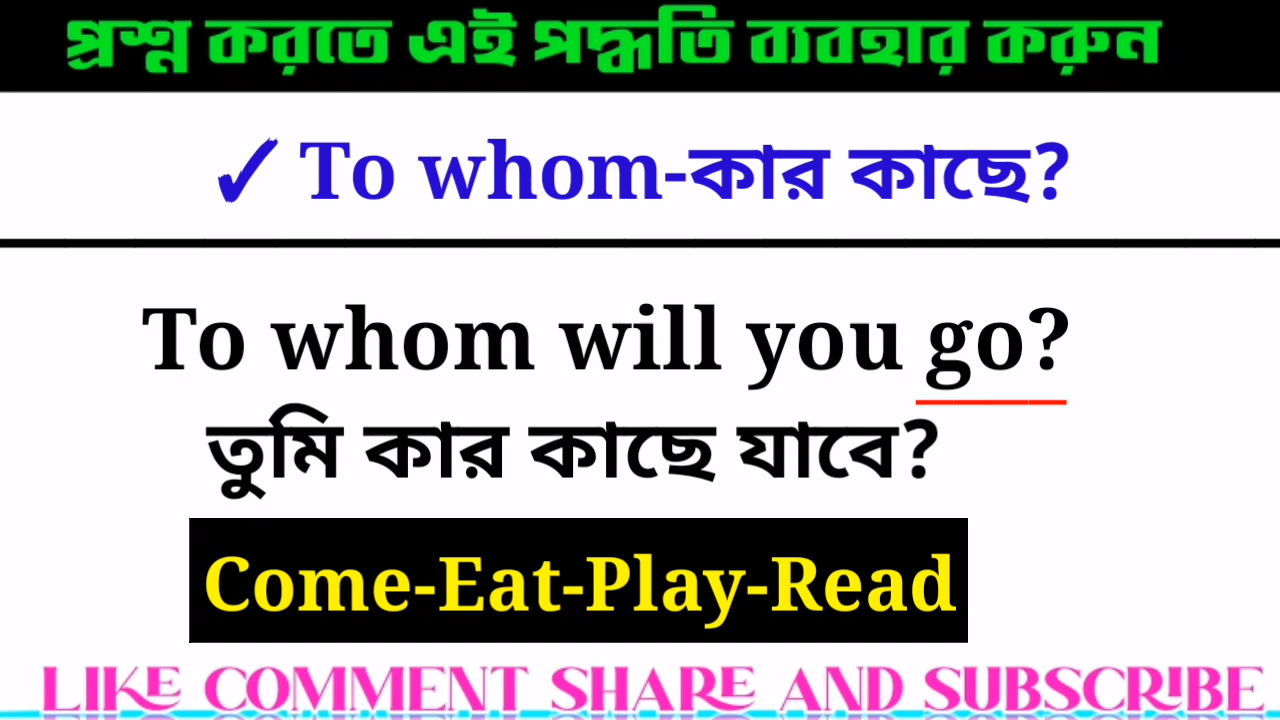 প্রশ্ন করতে এই পদ্ধতি ব্যবহার করুন
✓ To whom-কার কাছে?
To whom will you go?
তুমি কার কাছে যাবে?
Come-Eat-Play-Read
LIKE COMMENT SHARE AND SUBSCRIBE